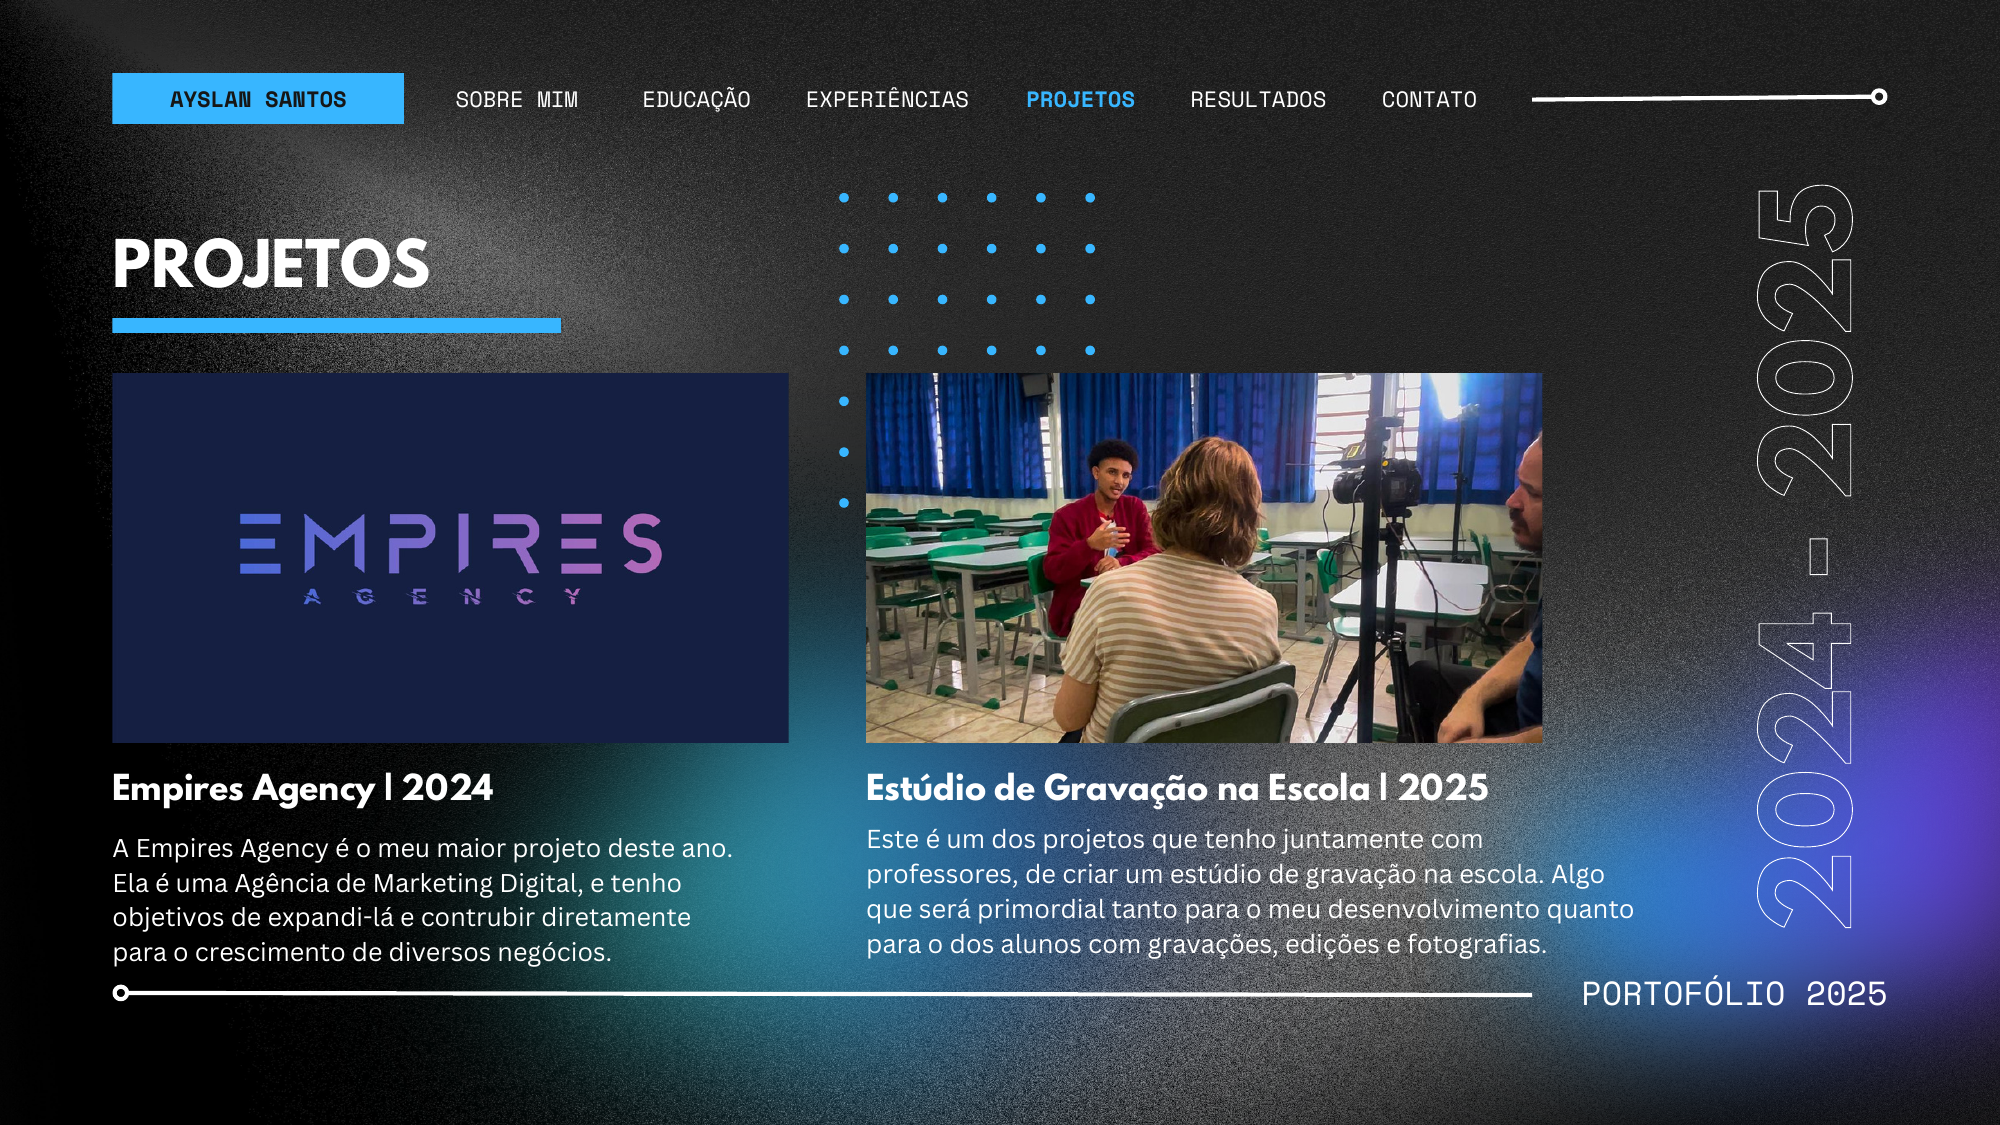 AYSLAN SANTOS
SOBRE MIM
EDUCAÇÃO
EXPERIÊNCIAS
PROJETOS
RESULTADOS
CONTATO
PROJETOS
EMPIRES
AGENCY
Empires Agency | 2024
A Empires Agency é o meu maior projeto deste ano.
Ela é uma Agência de Marketing Digital, e tenho
objetivos de expandi-lá e contrubir diretamente
para o crescimento de diversos negócios.
Estúdio de Gravação na Escola | 2025
Este é um dos projetos que tenho juntamente com
professores, de criar um estúdio de gravação na escola. Algo
que será primordial tanto para o meu desenvolvimento quanto
para o dos alunos com gravações, edições e fotografias.
2024 - 2025
PORTOFÓLIO 2025